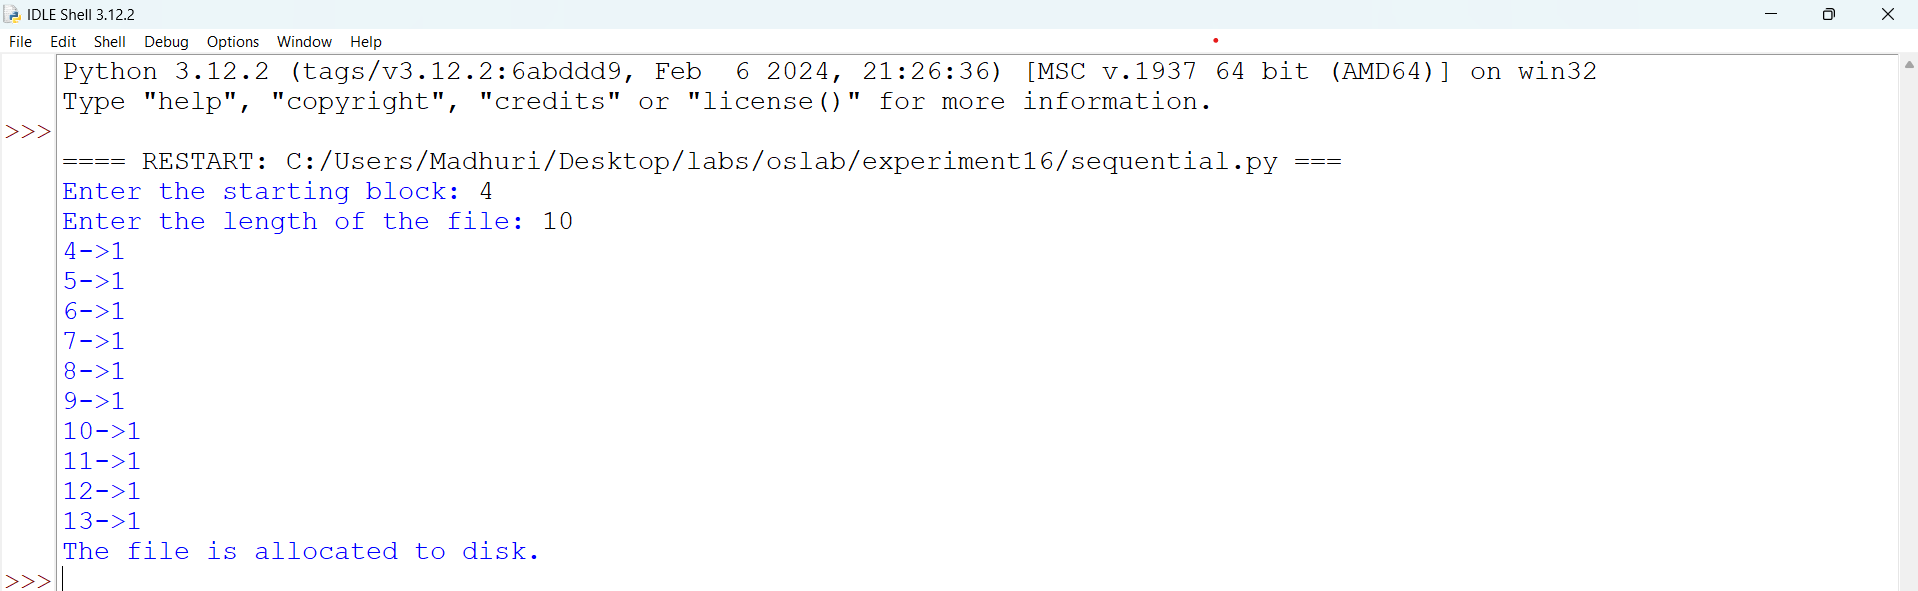 IDLE Shell 3.12.2
File Edit Shell Debug Options Window Help
Python 3.12.2 (tags/v3.12.2:6abddd9, Feb  6 2024, 21:26:36) [MSC v.1937 64 bit (AMD64)] on win32
Type "help", "copyright", "credits" or "license()" for more information.
>>>
==== RESTART: C:/Users/Madhuri/Desktop/labs/oslab/experiment16/sequential.py ===
Enter the starting block: 4
Enter the length of the file: 10
4->1
5->1
6->1
7->1
8->1
9->1
10->1
11->1
12->1
13->1
The file is allocated to disk.
>>>